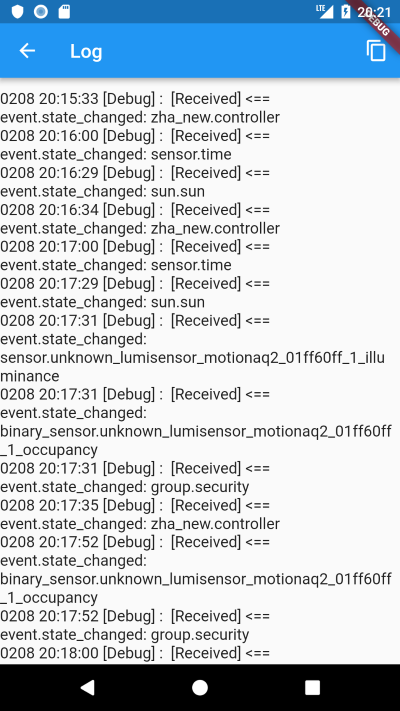 LTE 20:21
DEBUG
Log
0208 20:15:33 [Debug] :  [Received] <==
event.state_changed: zha_new.controller
0208 20:16:00 [Debug] :  [Received] <==
event.state_changed: sensor.time
0208 20:16:29 [Debug] :  [Received] <==
event.state_changed: sun.sun
0208 20:16:34 [Debug] :  [Received] <==
event.state_changed: zha_new.controller
0208 20:17:00 [Debug] :  [Received] <==
event.state_changed: sensor.time
0208 20:17:29 [Debug] :  [Received] <==
event.state_changed: sun.sun
0208 20:17:31 [Debug] :  [Received] <==
event.state_changed:
sensor.unknown_lumisensor_motionaq2_01ff60ff_1_illu
minance
0208 20:17:31 [Debug] :  [Received] <==
event.state_changed:
binary_sensor.unknown_lumisensor_motionaq2_01ff60ff
_1_occupancy
0208 20:17:31 [Debug] :  [Received] <==
event.state_changed: group.security
0208 20:17:35 [Debug] :  [Received] <==
event.state_changed: zha_new.controller
0208 20:17:52 [Debug] :  [Received] <==
event.state_changed:
binary_sensor.unknown_lumisensor_motionaq2_01ff60ff
_1_occupancy
0208 20:17:52 [Debug] :  [Received] <==
event.state_changed: group.security
0208 20:18:00 [Debug] :  [Received] <==